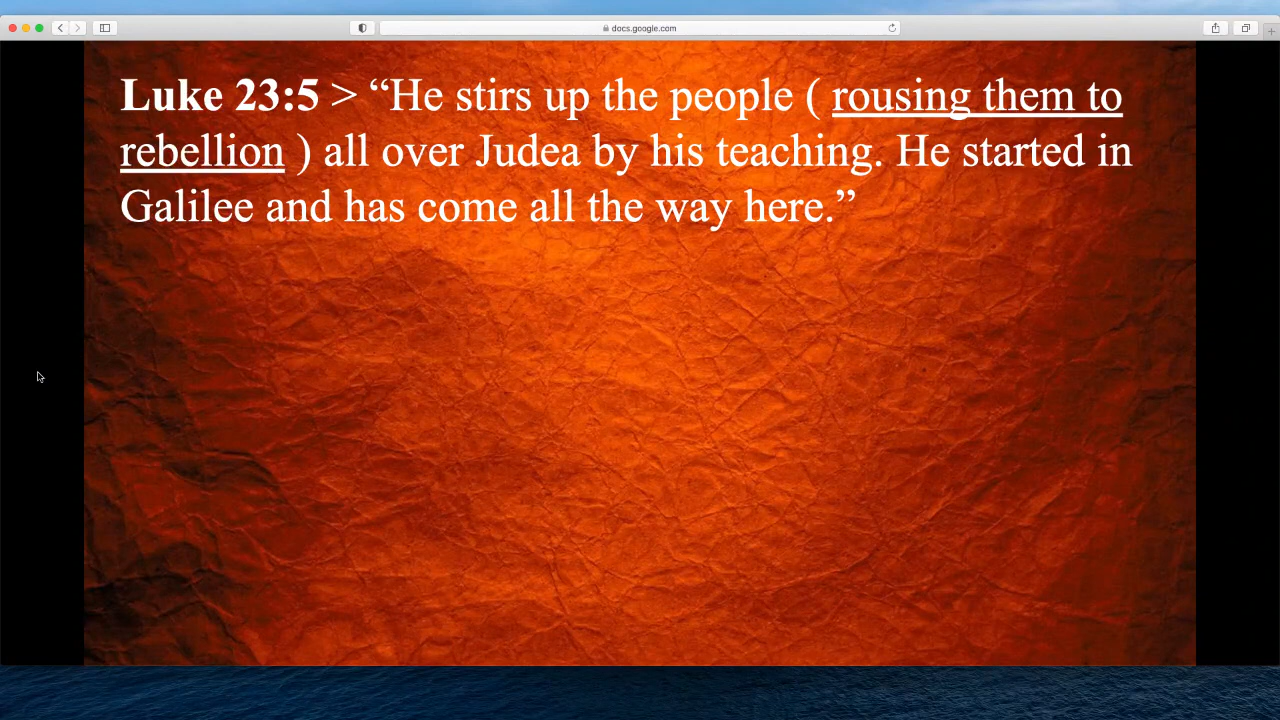 docs.google.com
Luke 23:5 > “He stirs up the people ( rousing them to
rebellion ) all over Judea by his teaching. He started in
Galilee and has come all the way here.”